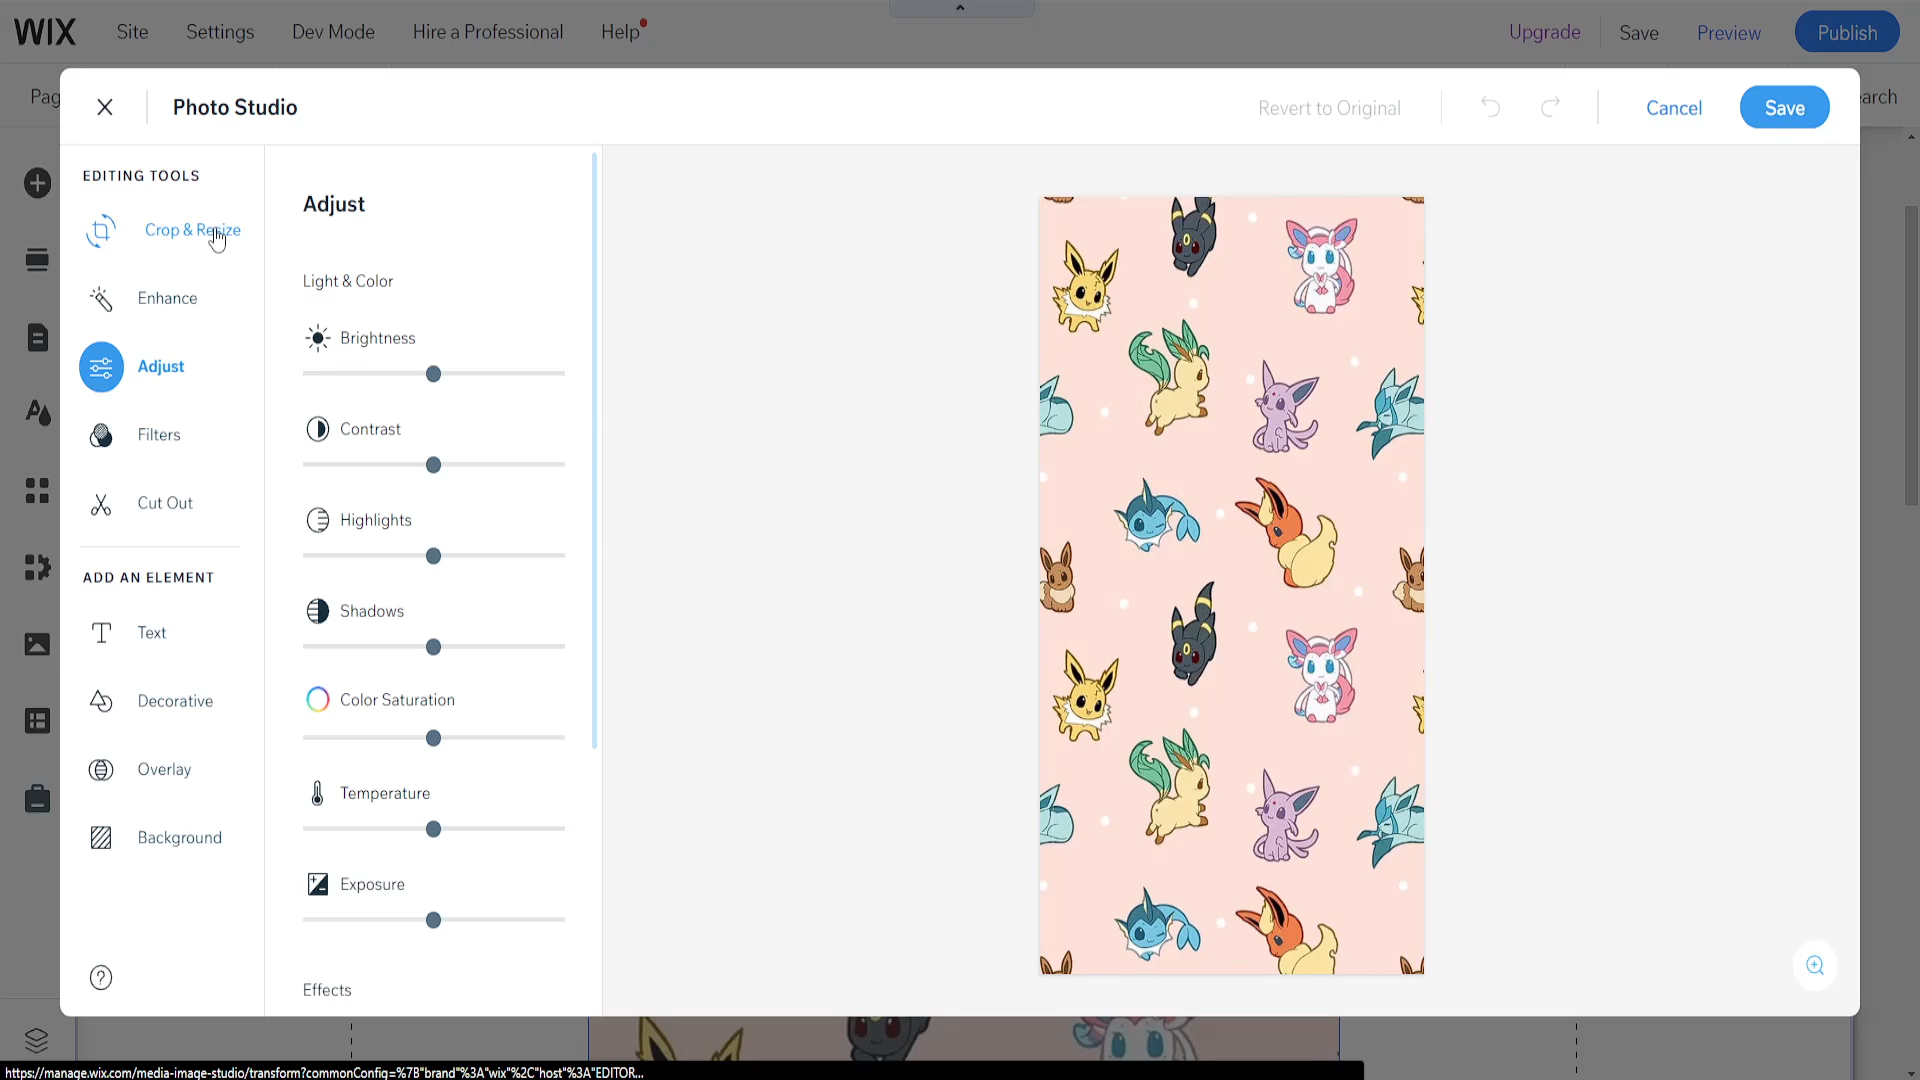 WIX Site Settings Dev Mode Hire a Professional Help Upgrade Save Preview Publish
Pag
arch
Photo Studio Revert to Original Cancel Save
EDITING TOOLS
Crop & Resize
Enhance
Adjust
Filters
Cut Out
ADD AN ELEMENT
Text
Decorative
Overlay
Background
Adjust
Light & Color
Brightness
Contrast
Highlights
Shadows
Color Saturation
Temperature
Exposure
Effects
https://manage.wix.com/media-image-studio/transform?commonConfig=%7B"brand"%3A"wix"%2C"host"%3A"EDITOR...